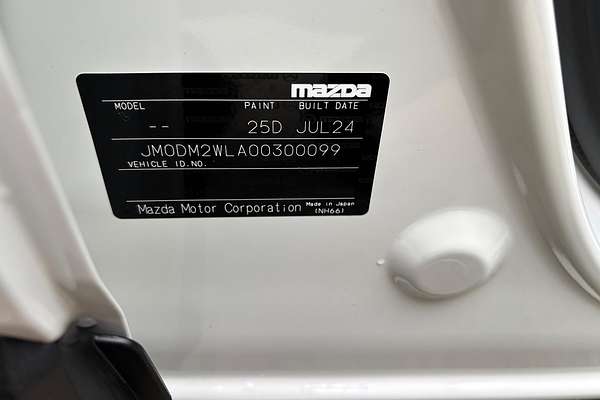 mazda
MODEL PAINT BUILT DATE
-- 25D JUL24
JM0DM2WLA00300099
VEHICLE ID.NO.
Mazda Motor Corporation Made in Japan
(NH66)